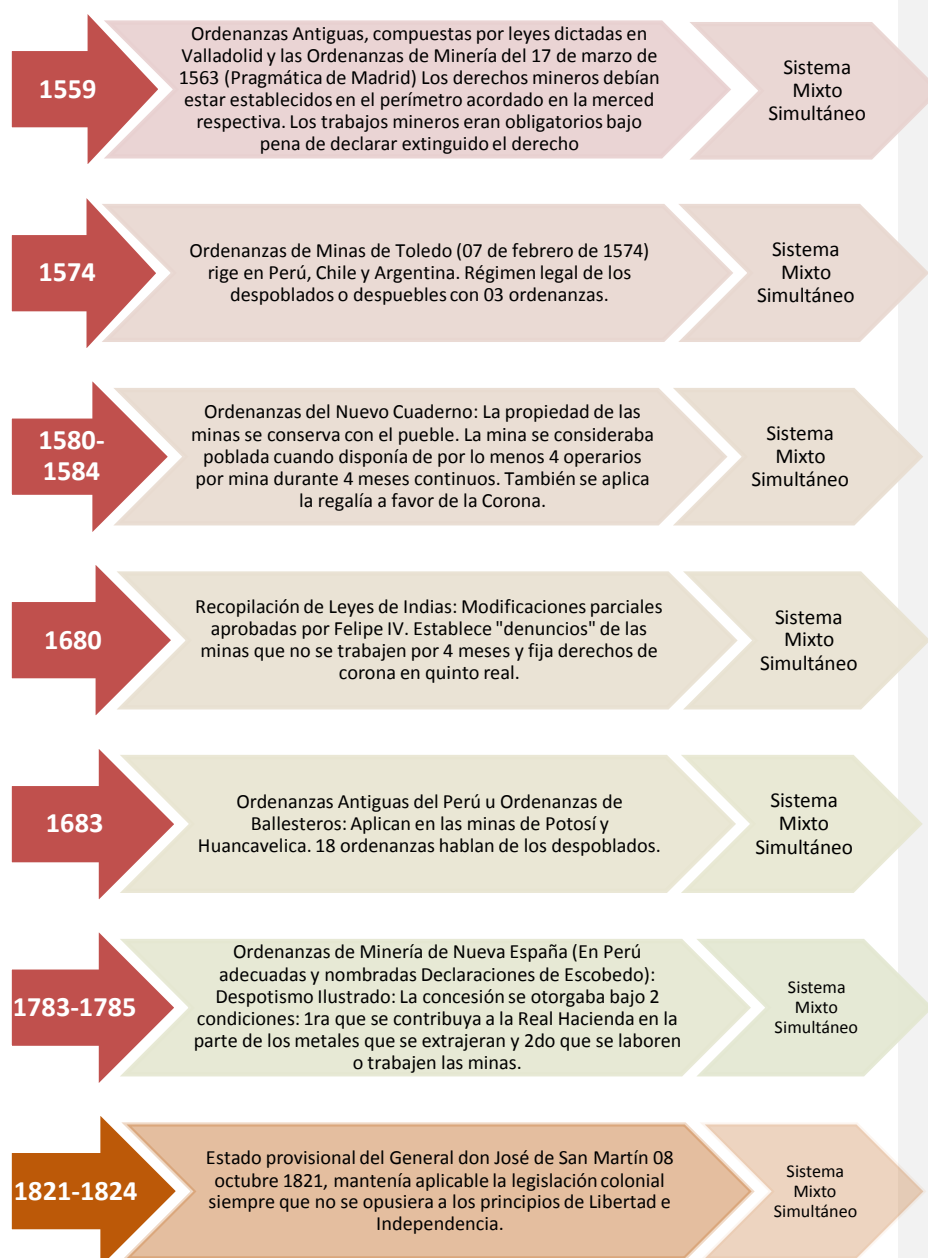 1559
Ordenanzas Antiguas, compuestas por leyes dictadas en
Valladolid y las Ordenanzas de Minería del 17 de marzo de
1563 (Pragmática de Madrid) Los derechos mineros debían
estar establecidos en el perímetro acordado en la merced
respectiva. Los trabajos mineros eran obligatorios bajo
pena de declarar extinguido el derecho
Sistema
Mixto
Simultáneo
1574
Ordenanzas de Minas de Toledo (07 de febrero de 1574)
rige en Perú, Chile y Argentina. Régimen legal de los
despoblados o despuebles con 03 ordenanzas.
Sistema
Mixto
Simultáneo
1580-
1584
Ordenanzas del Nuevo Cuaderno: La propiedad de las
minas se conserva con el pueble. La mina se consideraba
poblada cuando disponía de por lo menos 4 operarios
por mina durante 4 meses continuos. También se aplica
la regalía a favor de la Corona.
Sistema
Mixto
Simultáneo
1680
Recopilación de Leyes de Indias: Modificaciones parciales
aprobadas por Felipe IV. Establece "denuncios" de las
minas que no se trabajen por 4 meses y fija derechos de
corona en quinto real.
Sistema
Mixto
Simultáneo
1683
Ordenanzas Antiguas del Perú u Ordenanzas de
Ballesteros: Aplican en las minas de Potosí y
Huancavelica. 18 ordenanzas hablan de los despoblados.
Sistema
Mixto
Simultáneo
1783-1785
Ordenanzas de Minería de Nueva España (En Perú
adecuadas y nombradas Declaraciones de Escobedo):
Despotismo Ilustrado: La concesión se otorgaba bajo 2
condiciones: 1ra que se contribuya a la Real Hacienda en la
parte de los metales que se extrajeran y 2do que se laboren
o trabajen las minas.
Sistema
Mixto
Simultáneo
1821-1824
Estado provisional del General don José de San Martín 08
octubre 1821, mantenía aplicable la legislación colonial
siempre que no se opusiera a los principios de Libertad e
Independencia.
Sistema
Mixto
Simultáneo